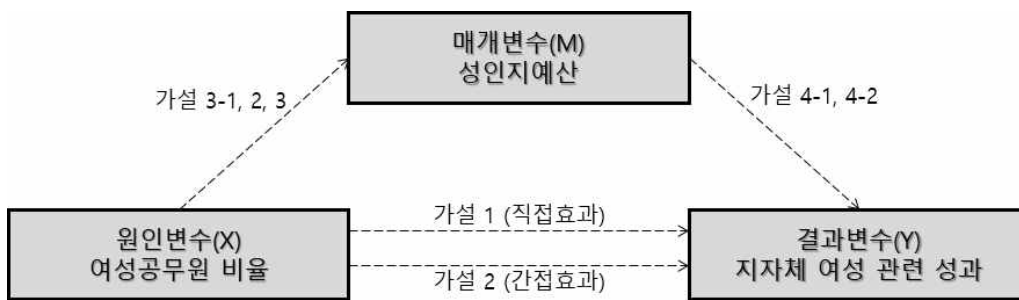 매개변수(M)
성인지예산
가설 3-1, 2, 3
가설 4-1, 4-2
가설 1 (직접효과)
원인변수(X)
여성공무원 비율
결과변수(Y)
지자체 여성 관련 성과
가설 2 (간접효과)